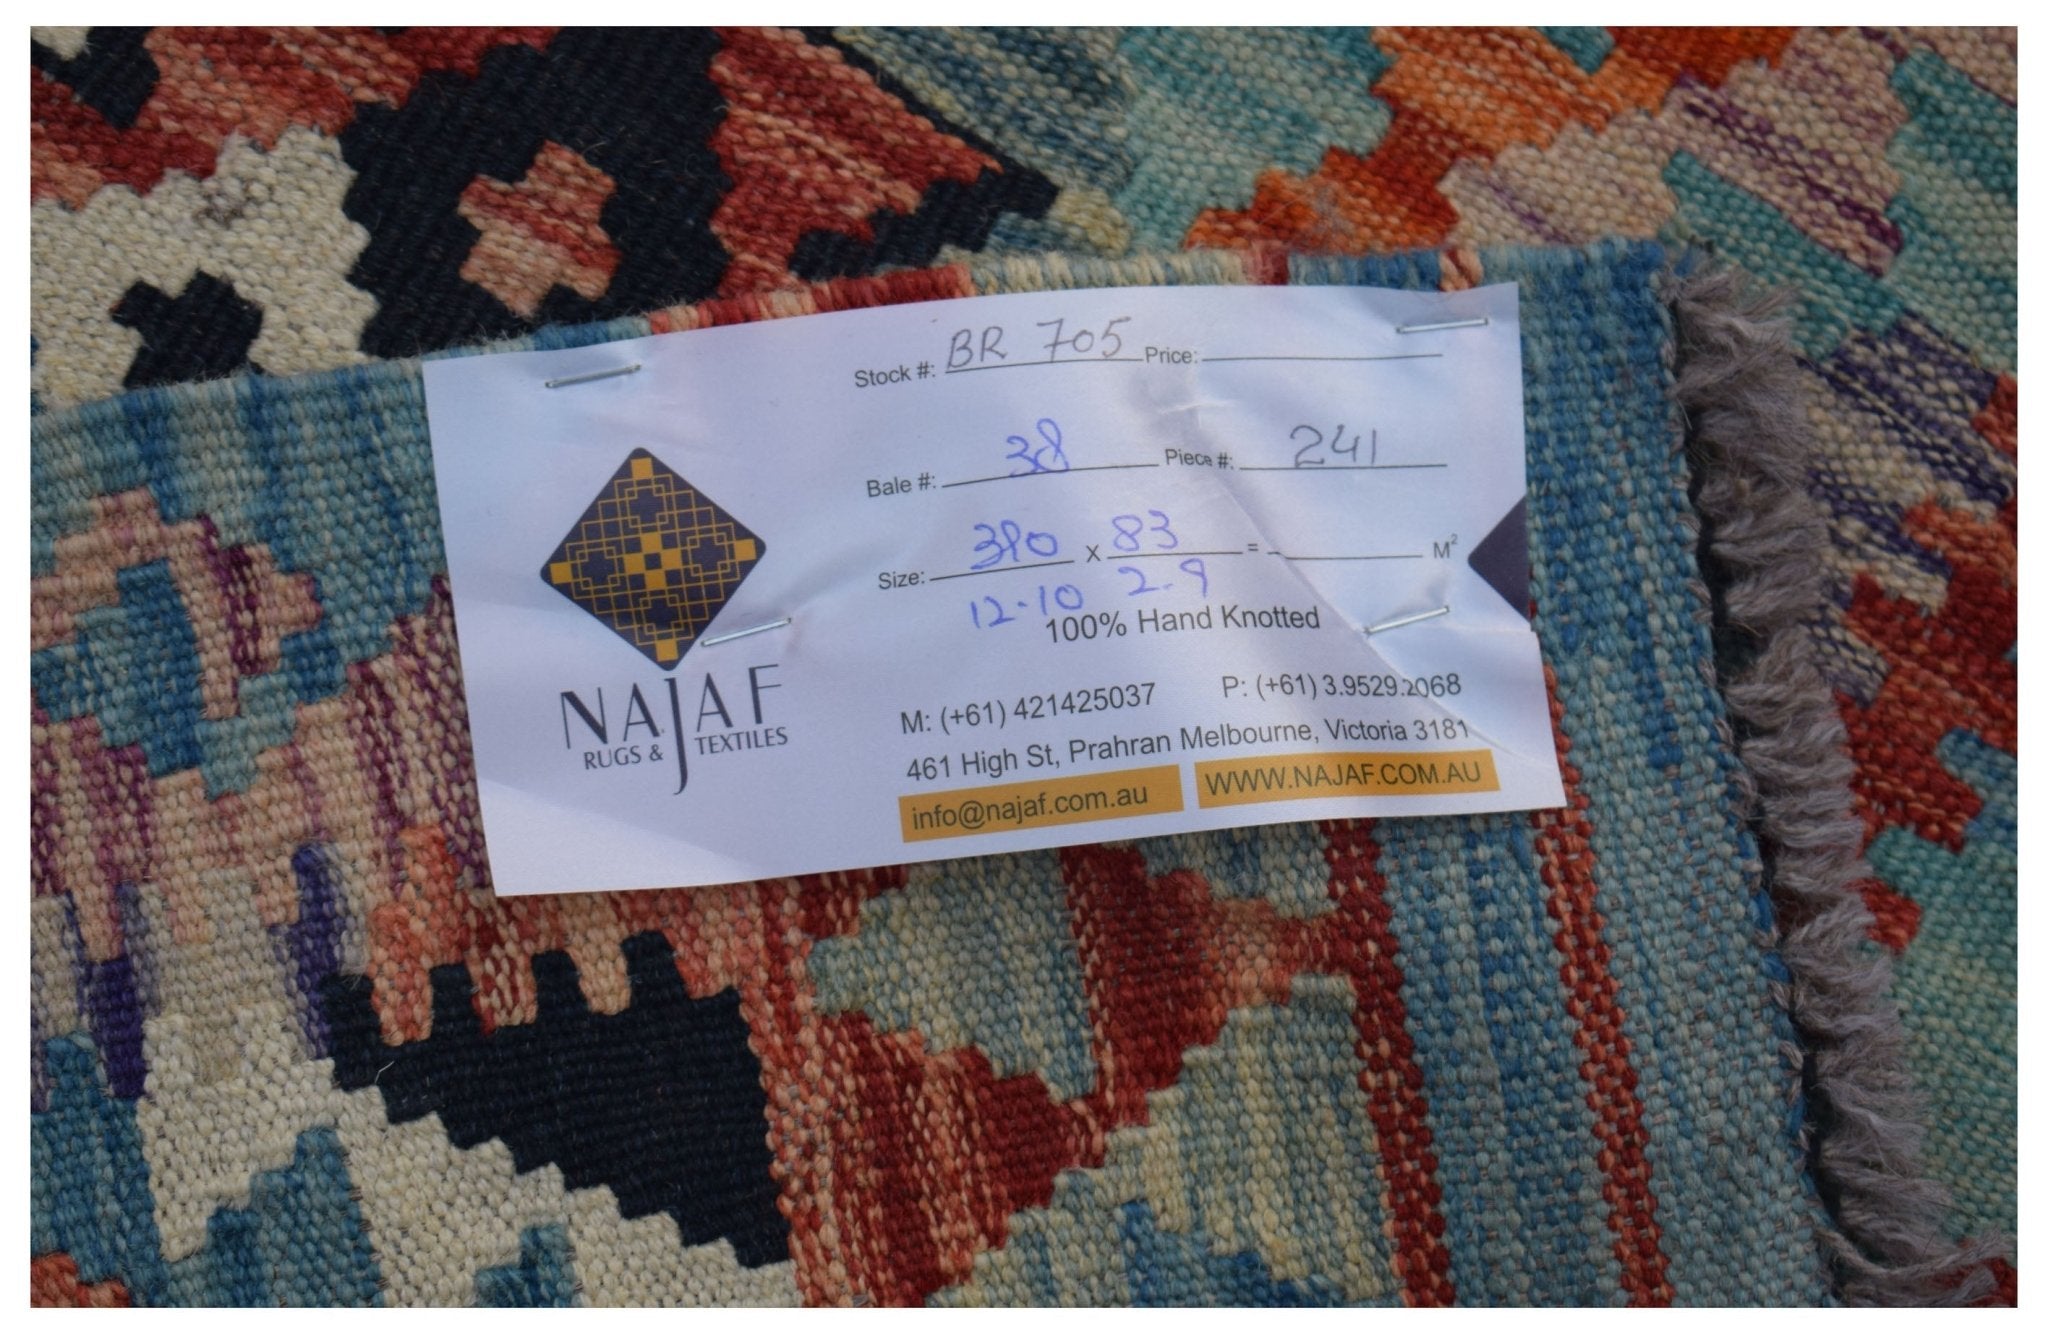 Stock #: BR 705 Price:
Bale #: 38 Piece #: 241
Size: 390 x 83 = M²
12.10 2.9
100% Hand Knotted
NAJAF
RUGS & TEXTILES
M: (+61) 421425037 P: (+61) 3.9529.2068
461 High St, Prahran Melbourne, Victoria 3181
info@najaf.com.au WWW.NAJAF.COM.AU